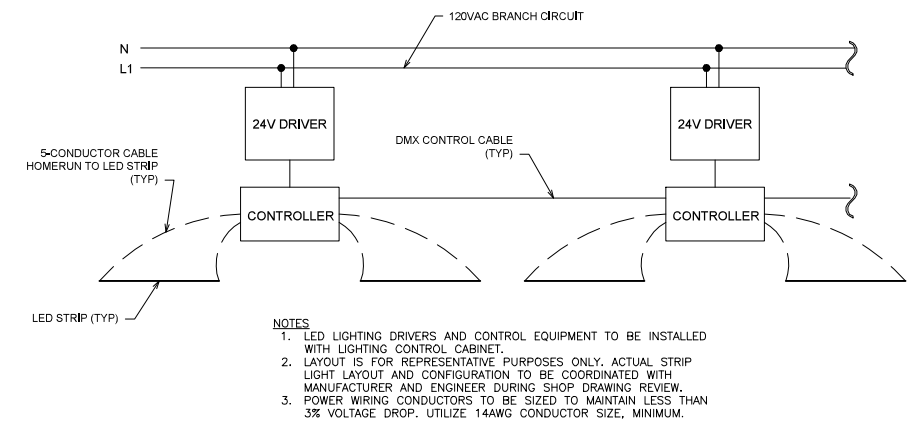 120VAC BRANCH CIRCUIT
N
L1
24V DRIVER
24V DRIVER
DMX CONTROL CABLE
(TYP)
5-CONDUCTOR CABLE
HOMERUN TO LED STRIP
(TYP)
CONTROLLER
CONTROLLER
LED STRIP (TYP)
NOTES
1. LED LIGHTING DRIVERS AND CONTROL EQUIPMENT TO BE INSTALLED
WITH LIGHTING CONTROL CABINET.
2. LAYOUT IS FOR REPRESENTATIVE PURPOSES ONLY. ACTUAL STRIP
LIGHT LAYOUT AND CONFIGURATION TO BE COORDINATED WITH
MANUFACTURER AND ENGINEER DURING SHOP DRAWING REVIEW.
3. POWER WIRING CONDUCTORS TO BE SIZED TO MAINTAIN LESS THAN
3% VOLTAGE DROP. UTILIZE 14AWG CONDUCTOR SIZE, MINIMUM.